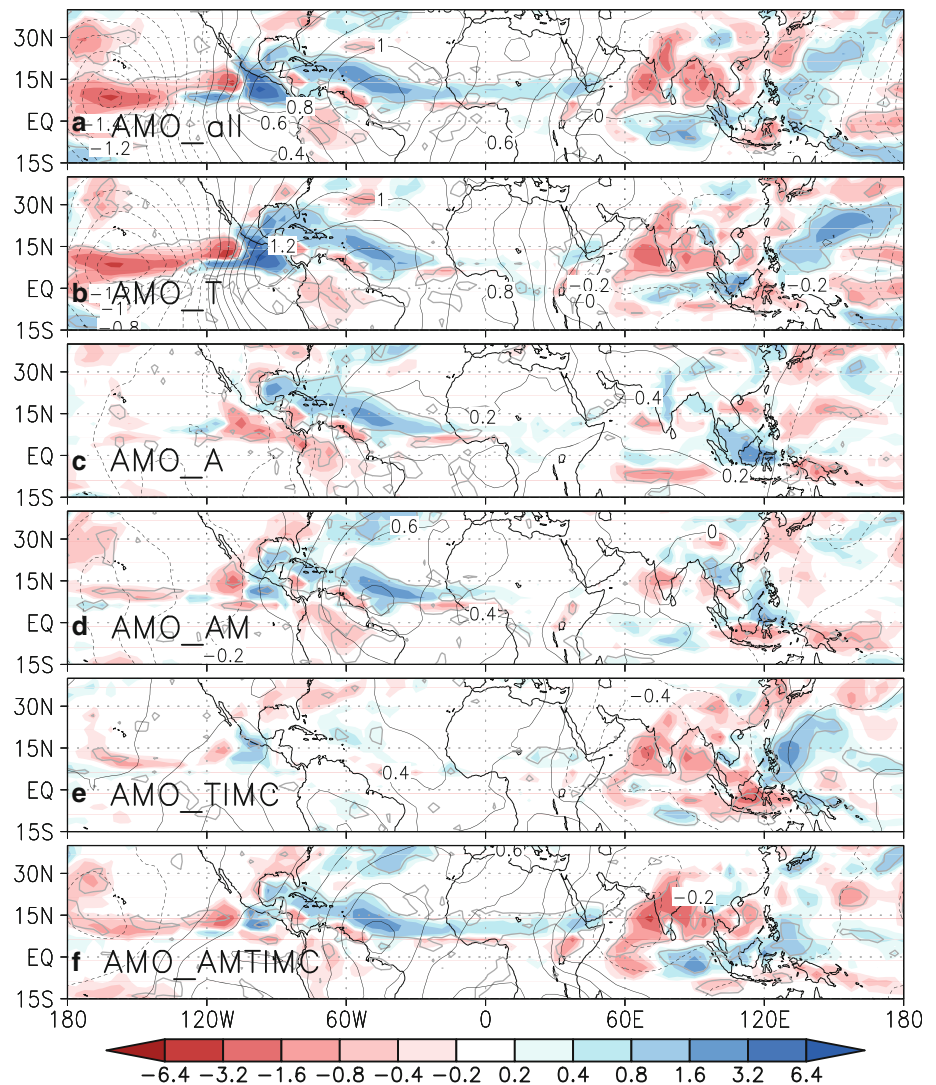 30N
15N
EQ
15S
a AMO_all
−1.2
0.8
0.6
0.4
1
0.6
0
30N
15N
EQ
15S
b AMO_T
−1
−0.8
1.2
1
0.8
−0.2
0
−0.2
30N
15N
EQ
15S
c AMO_A
0.2
−0.4
0.2
30N
15N
EQ
15S
d AMO_AM
−0.2
0.6
0.4
0
30N
15N
EQ
15S
e AMO_TIMC
0.4
−0.4
30N
15N
EQ
15S
f AMO_AMTIMC
0.6
−0.2
180 120W 60W 0 60E 120E 180
−6.4 −3.2 −1.6 −0.8 −0.4 −0.2 0.2 0.4 0.8 1.6 3.2 6.4